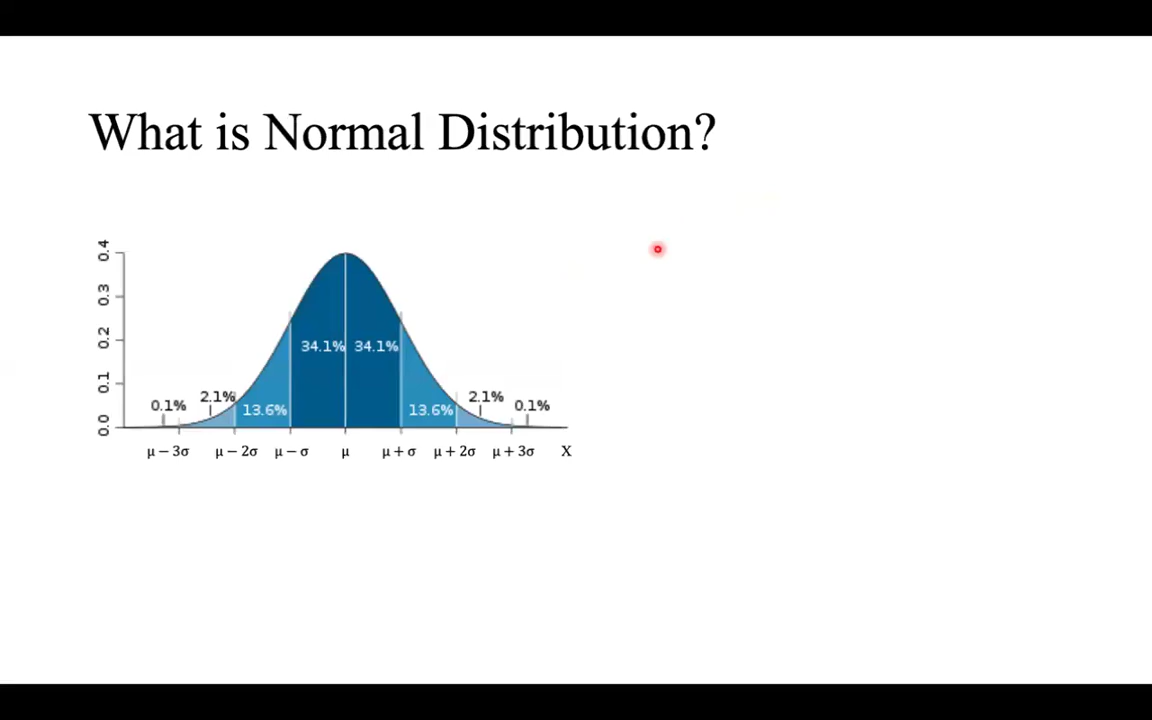 What is Normal Distribution?
0.4
0.3
0.2
0.1
0.0
34.1% 34.1%
0.1% 2.1% 13.6% 13.6% 2.1% 0.1%
μ − 3σ μ − 2σ μ − σ μ μ + σ μ + 2σ μ + 3σ X